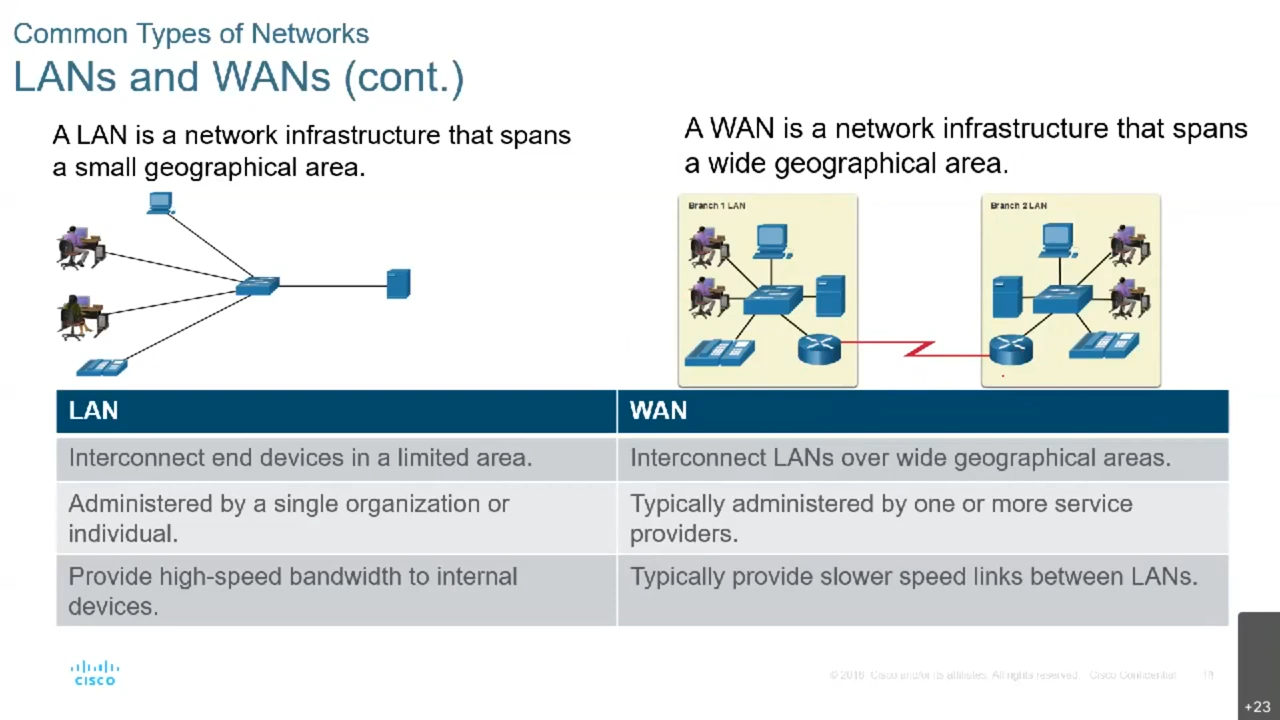 Common Types of Networks
LANs and WANs (cont.)
A LAN is a network infrastructure that spans
a small geographical area.
A WAN is a network infrastructure that spans
a wide geographical area.
Branch 1 LAN
Branch 2 LAN
LAN
WAN
Interconnect end devices in a limited area.
Interconnect LANs over wide geographical areas.
Administered by a single organization or
individual.
Typically administered by one or more service
providers.
Provide high-speed bandwidth to internal
devices.
Typically provide slower speed links between LANs.
CISCO
© 2016 Cisco and/or its affiliates. All rights reserved. Cisco Confidential
+23